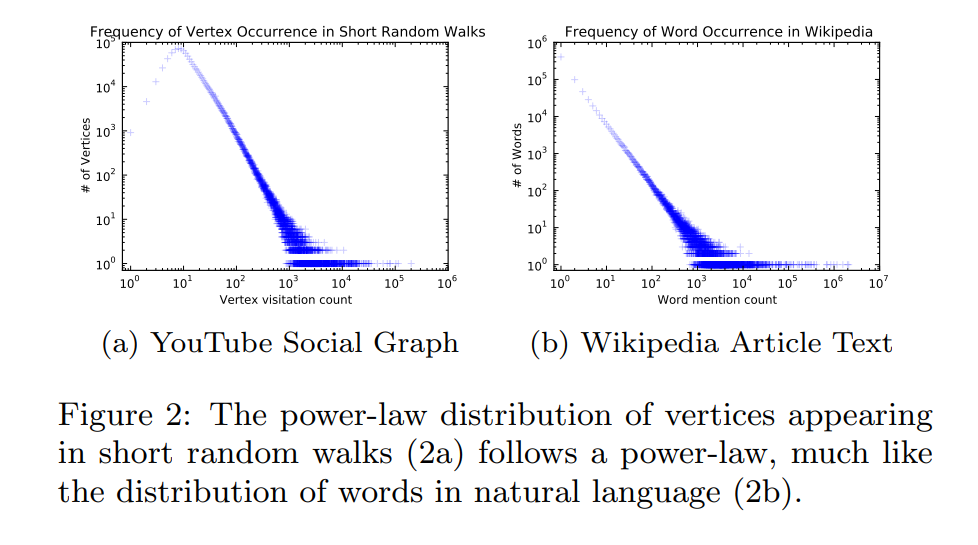 Frequency of Vertex Occurrence in Short Random Walks
10^5
10^4
10^3
10^2
10^1
10^0
# of Vertices
10^0 10^1 10^2 10^3 10^4 10^5 10^6
Vertex visitation count
(a) YouTube Social Graph
Frequency of Word Occurrence in Wikipedia
10^6
10^5
10^4
10^3
10^2
10^1
10^0
# of Words
10^0 10^1 10^2 10^3 10^4 10^5 10^6 10^7
Word mention count
(b) Wikipedia Article Text
Figure 2: The power-law distribution of vertices appearing
in short random walks (2a) follows a power-law, much like
the distribution of words in natural language (2b).